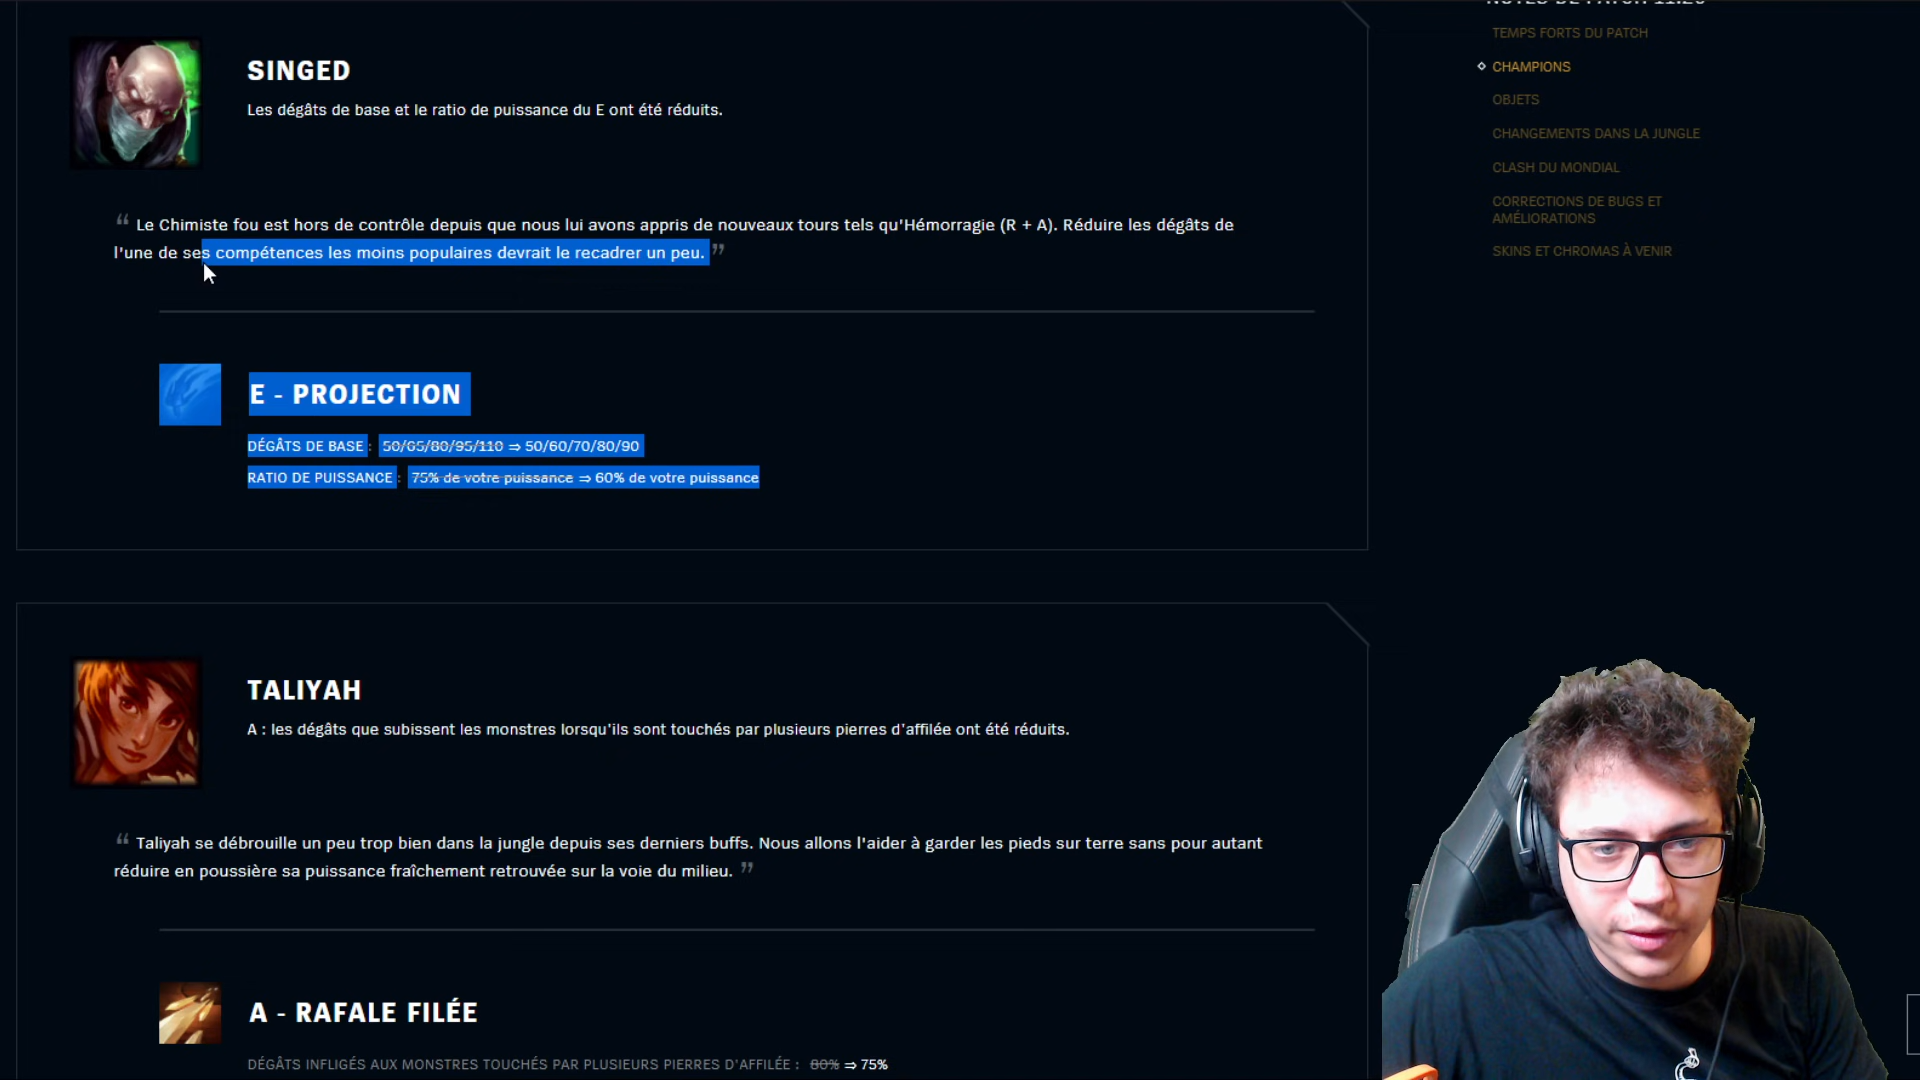 SINGED
Les dégâts de base et le ratio de puissance du E ont été réduits.
“ Le Chimiste fou est hors de contrôle depuis que nous lui avons appris de nouveaux tours tels qu'Hémorragie (R + A). Réduire les dégâts de
l'une de ses compétences les moins populaires devrait le recadrer un peu. ”
E - PROJECTION
DÉGÂTS DE BASE : 50/65/80/95/110 ⇒ 50/60/70/80/90
RATIO DE PUISSANCE : 75% de votre puissance ⇒ 60% de votre puissance
TALIYAH
A : les dégâts que subissent les monstres lorsqu'ils sont touchés par plusieurs pierres d'affilée ont été réduits.
“ Taliyah se débrouille un peu trop bien dans la jungle depuis ses derniers buffs. Nous allons l'aider à garder les pieds sur terre sans pour autant
réduire en poussière sa puissance fraîchement retrouvée sur la voie du milieu. ”
A - RAFALE FILÉE
DÉGÂTS INFLIGÉS AUX MONSTRES TOUCHÉS PAR PLUSIEURS PIERRES D'AFFILÉE : 80% ⇒ 75%
NOTES DE PATCH
TEMPS FORTS DU PATCH
CHAMPIONS
OBJETS
CHANGEMENTS DANS LA JUNGLE
CLASH DU MONDIAL
CORRECTIONS DE BUGS ET
AMÉLIORATIONS
SKINS ET CHROMAS À VENIR